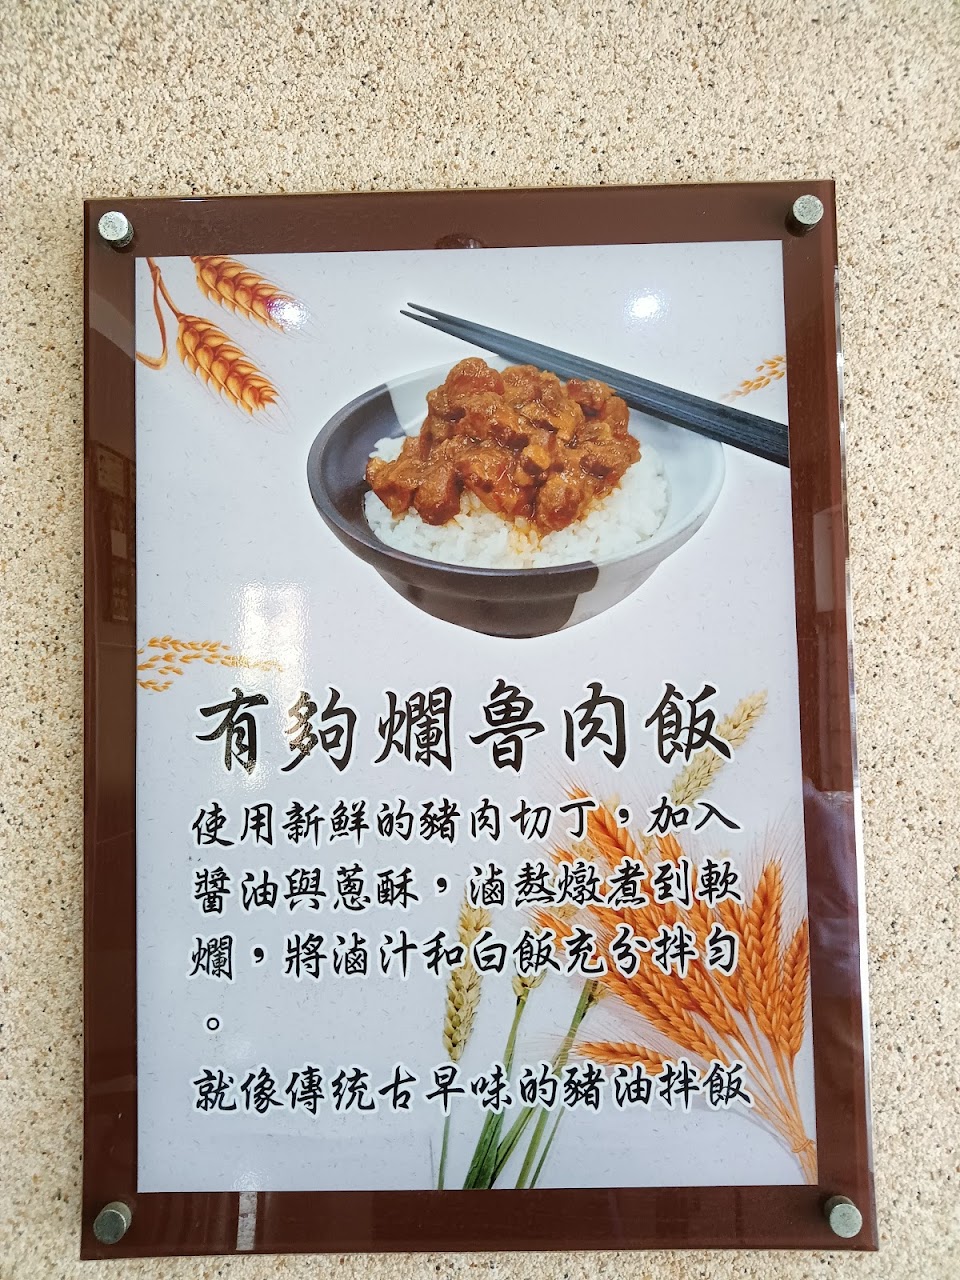 有夠爛魯肉飯
使用新鮮的豬肉切丁，加入
醬油與蔥酥，滷熬燉煮到軟
爛，將滷汁和白飯充分拌勻
。
就像傳統古早味的豬油拌飯